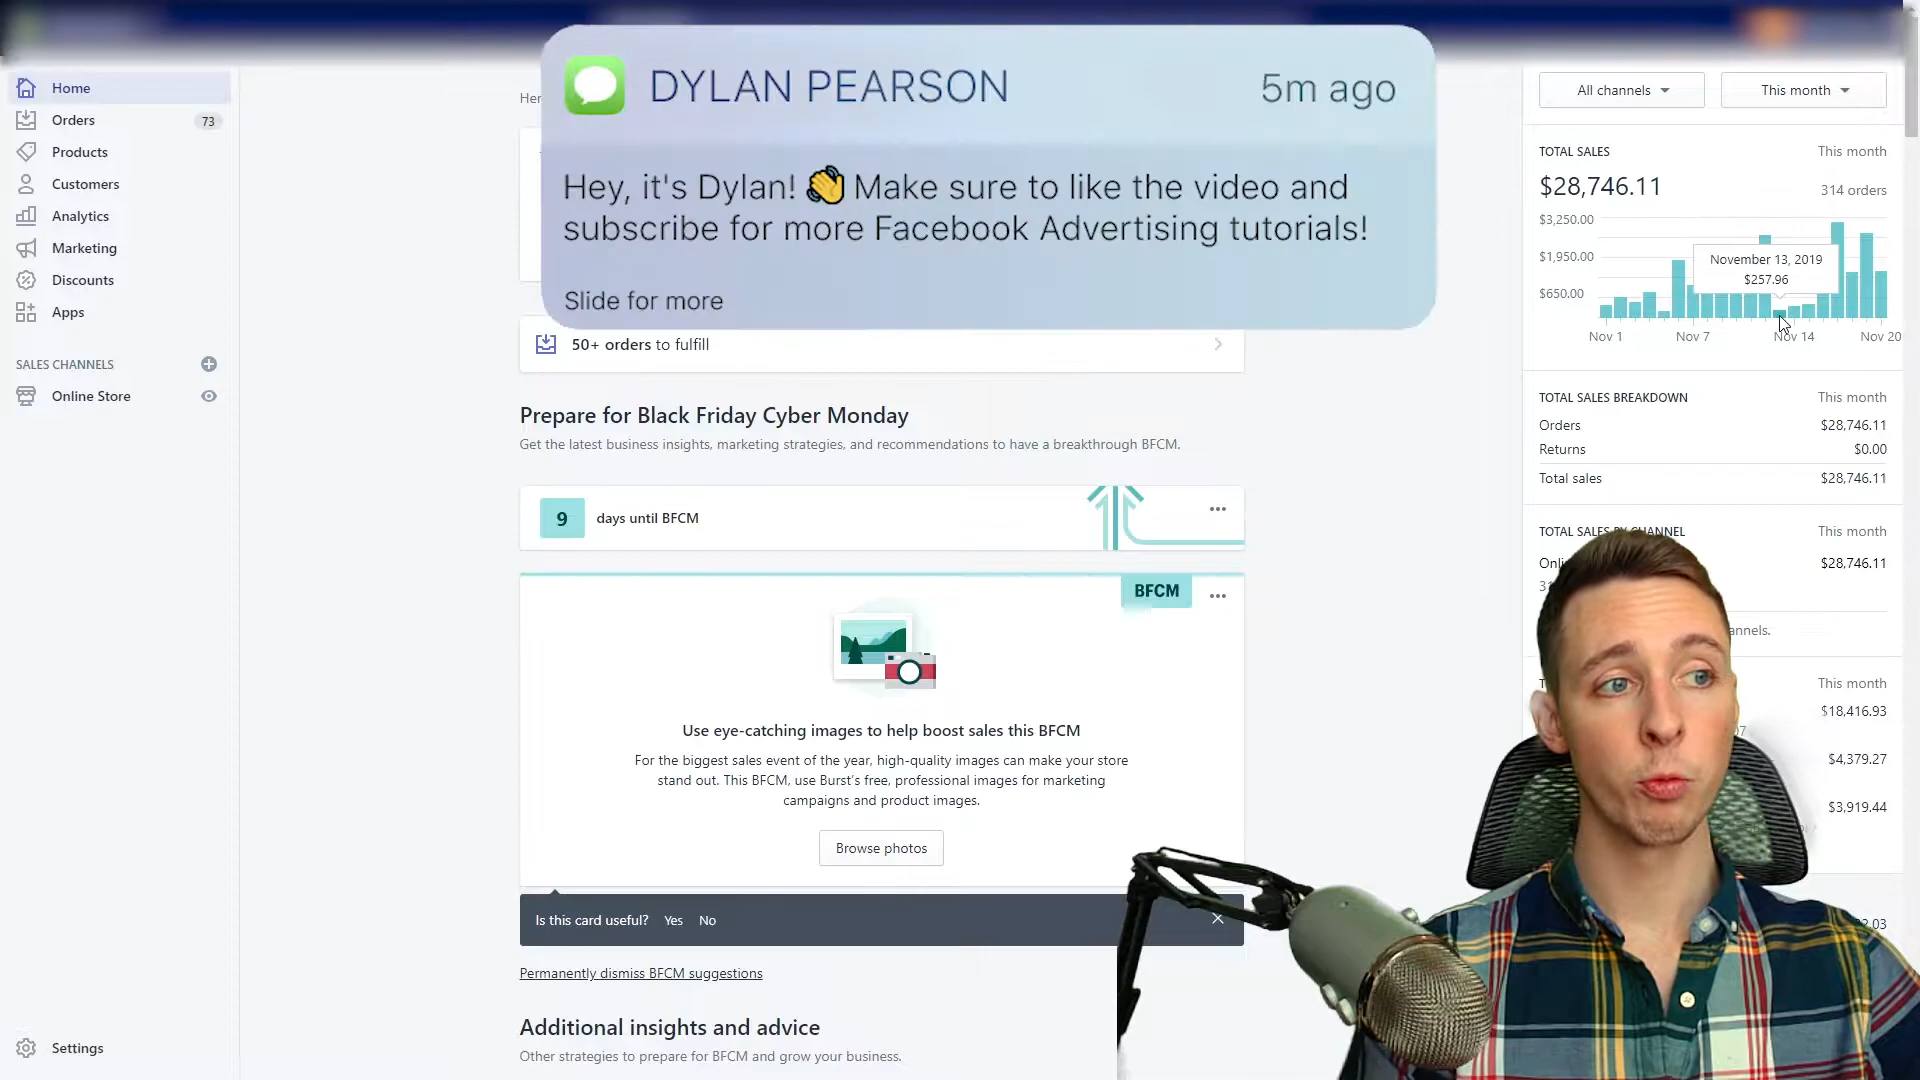 DYLAN PEARSON
5m ago
Hey, it's Dylan! 👋 Make sure to like the video and
subscribe for more Facebook Advertising tutorials!
Slide for more
Home
Orders
73
Products
Customers
Analytics
Marketing
Discounts
Apps
SALES CHANNELS
Online Store
Settings
50+ orders to fulfill
Prepare for Black Friday Cyber Monday
Get the latest business insights, marketing strategies, and recommendations to have a breakthrough BFCM.
9
days until BFCM
BFCM
Use eye-catching images to help boost sales this BFCM
For the biggest sales event of the year, high-quality images can make your store
stand out. This BFCM, use Burst's free, professional images for marketing
campaigns and product images.
Browse photos
Is this card useful? Yes No
Permanently dismiss BFCM suggestions
Additional insights and advice
Other strategies to prepare for BFCM and grow your business.
All channels
This month
TOTAL SALES This month
$28,746.11 314 orders
$3,250.00
$1,950.00
$650.00
November 13, 2019
$257.96
Nov 1 Nov 7 Nov 14 Nov 20
TOTAL SALES BREAKDOWN This month
Orders $28,746.11
Returns $0.00
Total sales $28,746.11
TOTAL SALES BY CHANNEL This month
$28,746.11
This month
$18,416.93
$4,379.27
$3,919.44